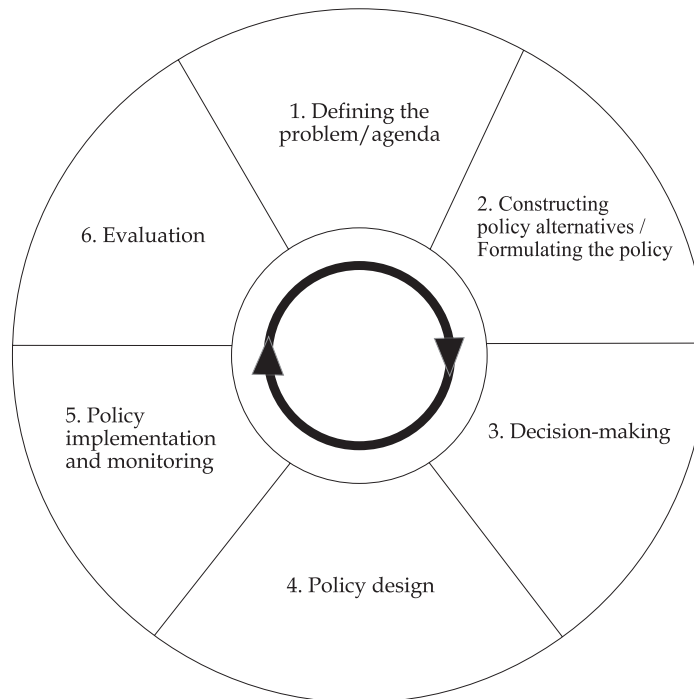 1. Defining the
problem/agenda
2. Constructing
policy alternatives /
Formulating the policy
3. Decision-making
4. Policy design
5. Policy
implementation
and monitoring
6. Evaluation